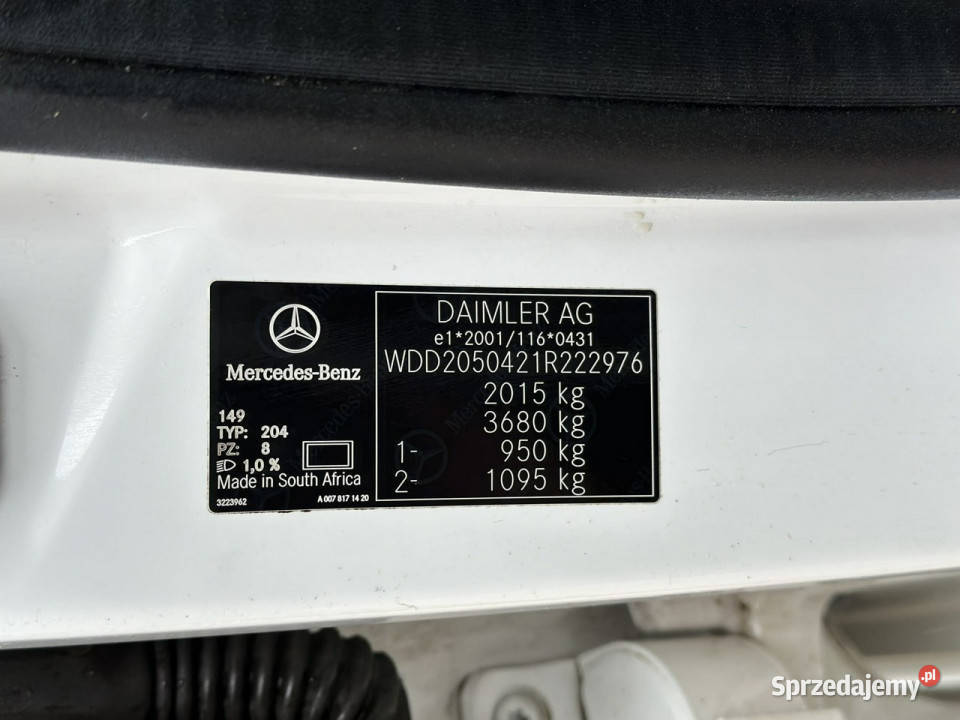 Mercedes-Benz
149
TYP: 204
PZ: 8
1,0 %
Made in South Africa
3223962
A 007 817 14 20
DAIMLER AG
e1*2001/116*0431
WDD2050421R222976
2015 kg
3680 kg
1- 950 kg
2- 1095 kg
Sprzedajemy.pl